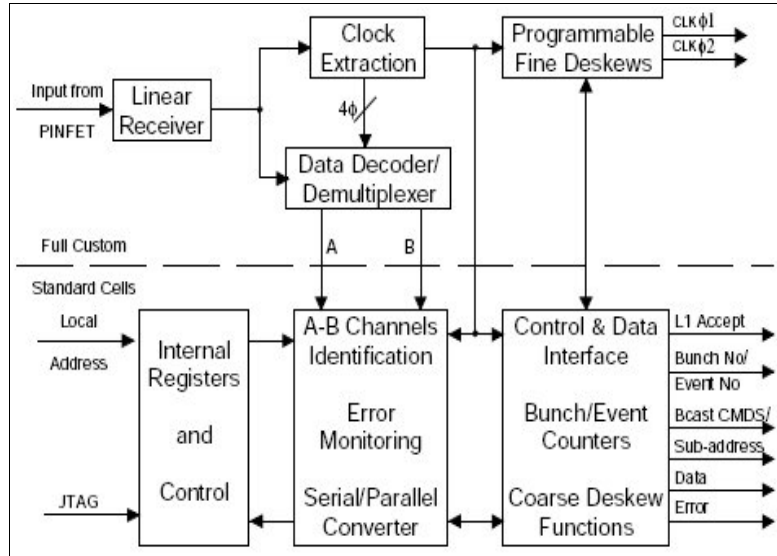 Clock
Extraction
Programmable
Fine Deskews
CLKϕ1
CLKϕ2
Input from
PINFET
Linear
Receiver
4ϕ
Data Decoder/
Demultiplexer
A
B
Full Custom
Standard Cells
Local
Address
JTAG
Internal
Registers
and
Control
A-B Channels
Identification
Error
Monitoring
Serial/Parallel
Converter
Control & Data
Interface
Bunch/Event
Counters
Coarse Deskew
Functions
L1 Accept
Bunch No/
Event No
Bcast CMDS/
Sub-address
Data
Error